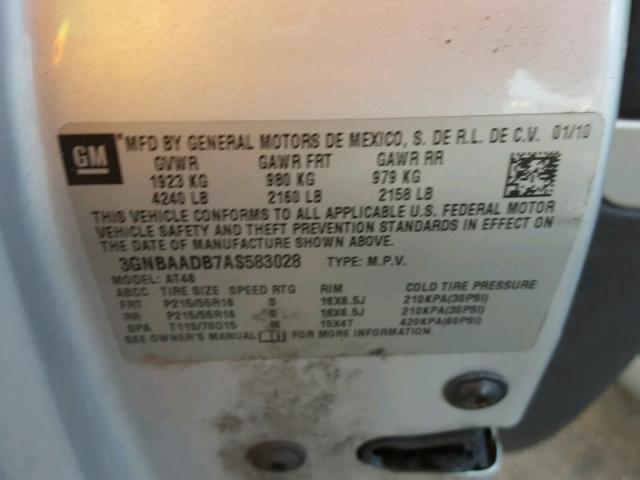 GM
*MFD BY GENERAL MOTORS DE MEXICO, S. DE R.L. DE C.V. 01/10
GVWR GAWR FRT GAWR RR
1923 KG 980 KG 979 KG
4240 LB 2160 LB 2158 LB
THIS VEHICLE CONFORMS TO ALL APPLICABLE U.S. FEDERAL MOTOR
VEHICLE SAFETY AND THEFT PREVENTION STANDARDS IN EFFECT ON THE
DATE OF MANUFACTURE SHOWN ABOVE.
3GNBAADB7AS583028 TYPE: M.P.V.
MODEL: AT46
ABCC TIRE SIZE SPEED RTG RIM COLD TIRE PRESSURE
FRT P215/55R16 S 16X6.5J 210KPA(30PSI)
RR P215/55R16 S 16X6.5J 210KPA(30PSI)
SPA T115/70D15 M 15X4T 420KPA(60PSI)
SEE OWNER'S MANUAL FOR MORE INFORMATION.